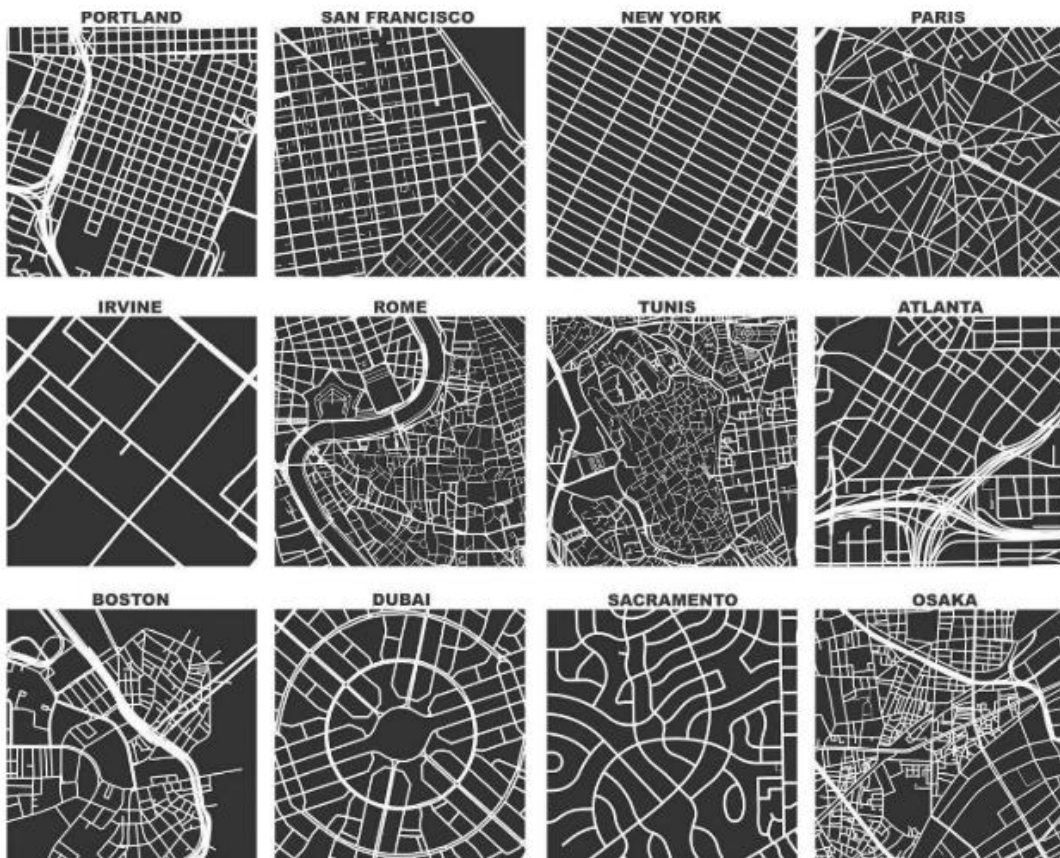 PORTLAND SAN FRANCISCO NEW YORK PARIS
IRVINE ROME TUNIS ATLANTA
BOSTON DUBAI SACRAMENTO OSAKA